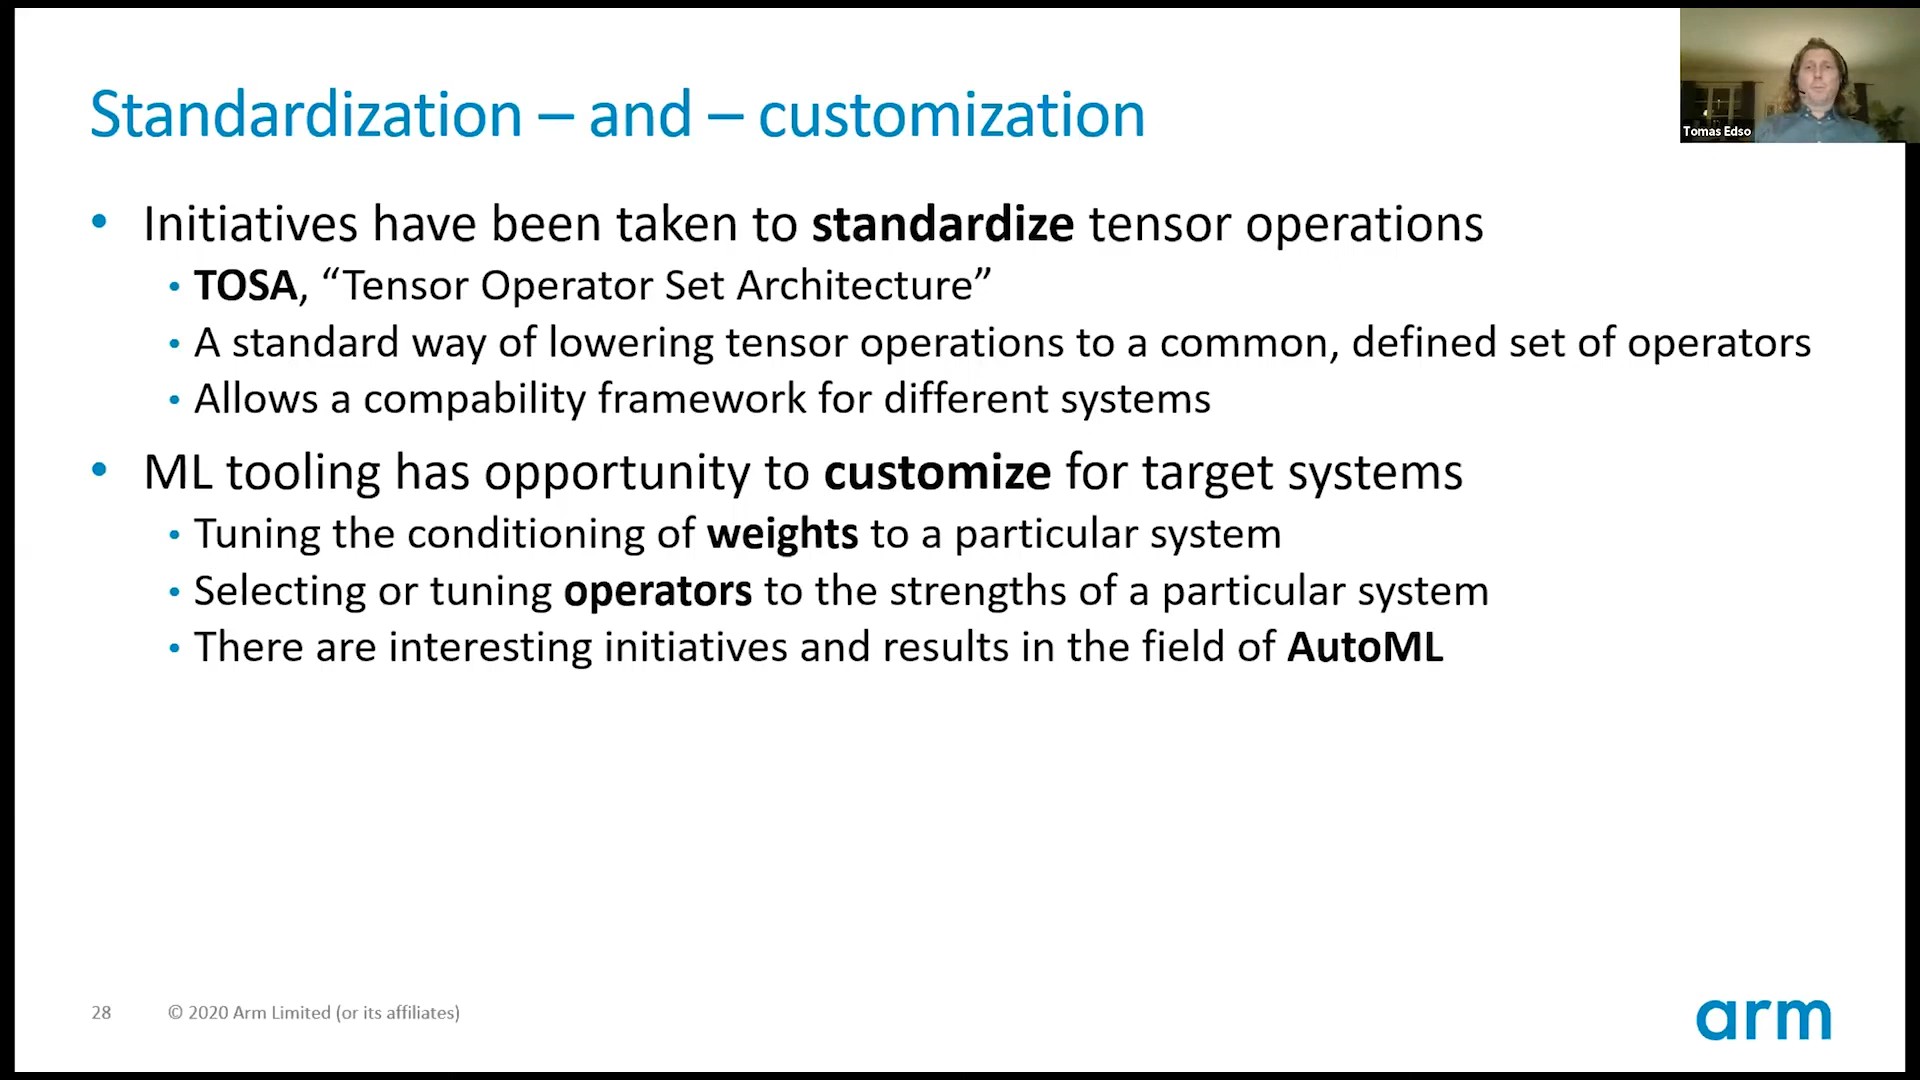 Standardization – and – customization
Tomas Edso
• Initiatives have been taken to standardize tensor operations
• TOSA, “Tensor Operator Set Architecture”
• A standard way of lowering tensor operations to a common, defined set of operators
• Allows a compability framework for different systems
• ML tooling has opportunity to customize for target systems
• Tuning the conditioning of weights to a particular system
• Selecting or tuning operators to the strengths of a particular system
• There are interesting initiatives and results in the field of AutoML
28 © 2020 Arm Limited (or its affiliates)
arm